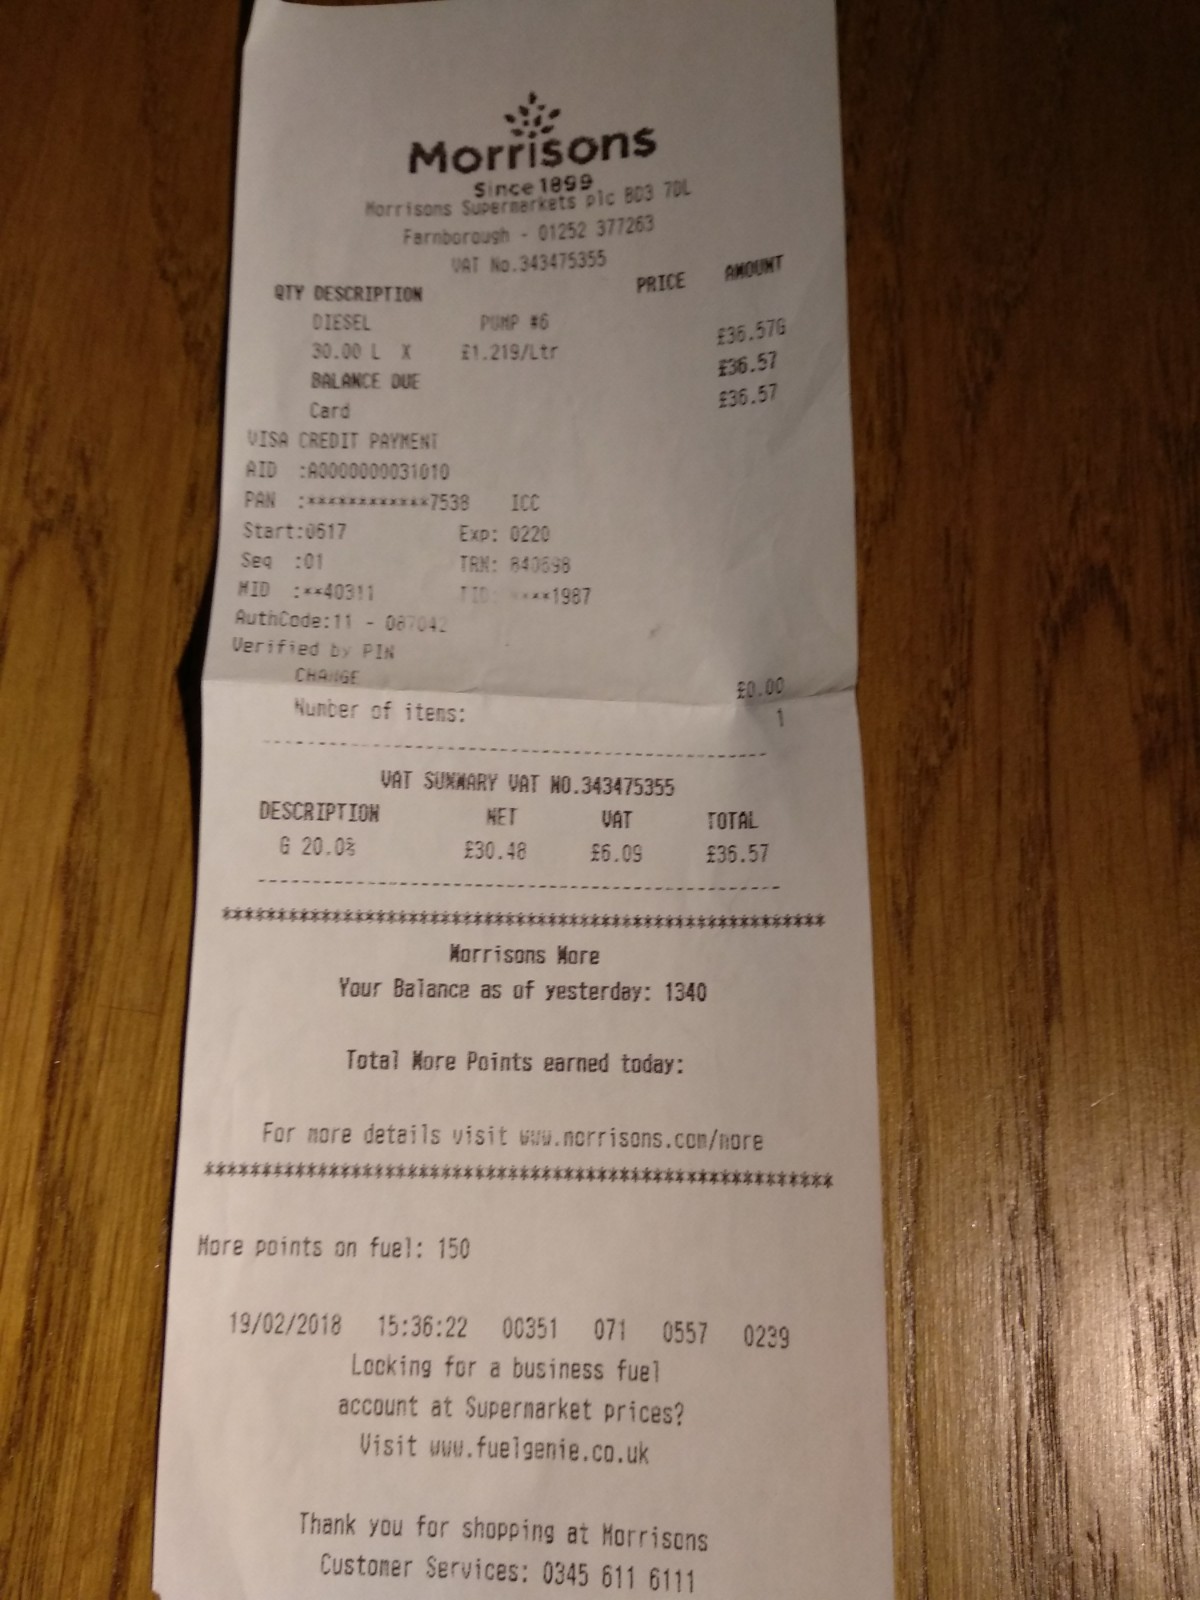 Morrisons
Since 1899
Morrisons Supermarkets plc BD3 7DL
Farnborough - 01252 377263
VAT No.343475355
QTY DESCRIPTION PRICE AMOUNT
DIESEL PUMP #6 £36.57G
30.00 L X £1.219/Ltr
BALANCE DUE £36.57
Card £36.57
VISA CREDIT PAYMENT
AID :A0000000031010
PAN :************7538 ICC
Start:0617 Exp: 0220
Seq :01 TRN: 840698
MID :**40311 TID: ****1987
AuthCode:11 - 087042
Verified by PIN
CHANGE £0.00
Number of items: 1
------------------------------------------------
VAT SUMMARY VAT NO.343475355
DESCRIPTION NET VAT TOTAL
G 20.0% £30.48 £6.09 £36.57
------------------------------------------------
********************************************************
Morrisons More
Your Balance as of yesterday: 1340
Total More Points earned today:
For more details visit www.morrisons.com/more
********************************************************
More points on fuel: 150
19/02/2018 15:36:22 00351 071 0557 0239
Looking for a business fuel
account at Supermarket prices?
Visit www.fuelgenie.co.uk
Thank you for shopping at Morrisons
Customer Services: 0345 611 6111